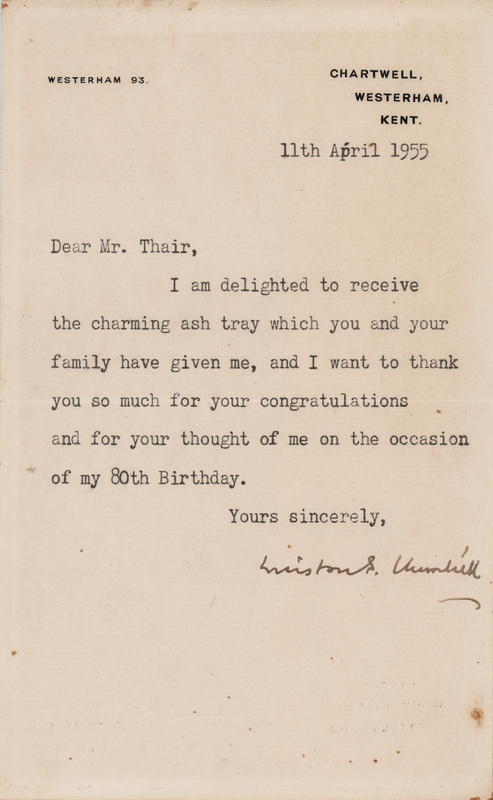 WESTERHAM 93.
CHARTWELL,
WESTERHAM,
KENT.
11th April 1955
Dear Mr. Thair,
I am delighted to receive
the charming ash tray which you and your
family have given me, and I want to thank
you so much for your congratulations
and for your thought of me on the occasion
of my 80th Birthday.
Yours sincerely,
Winston S. Churchill